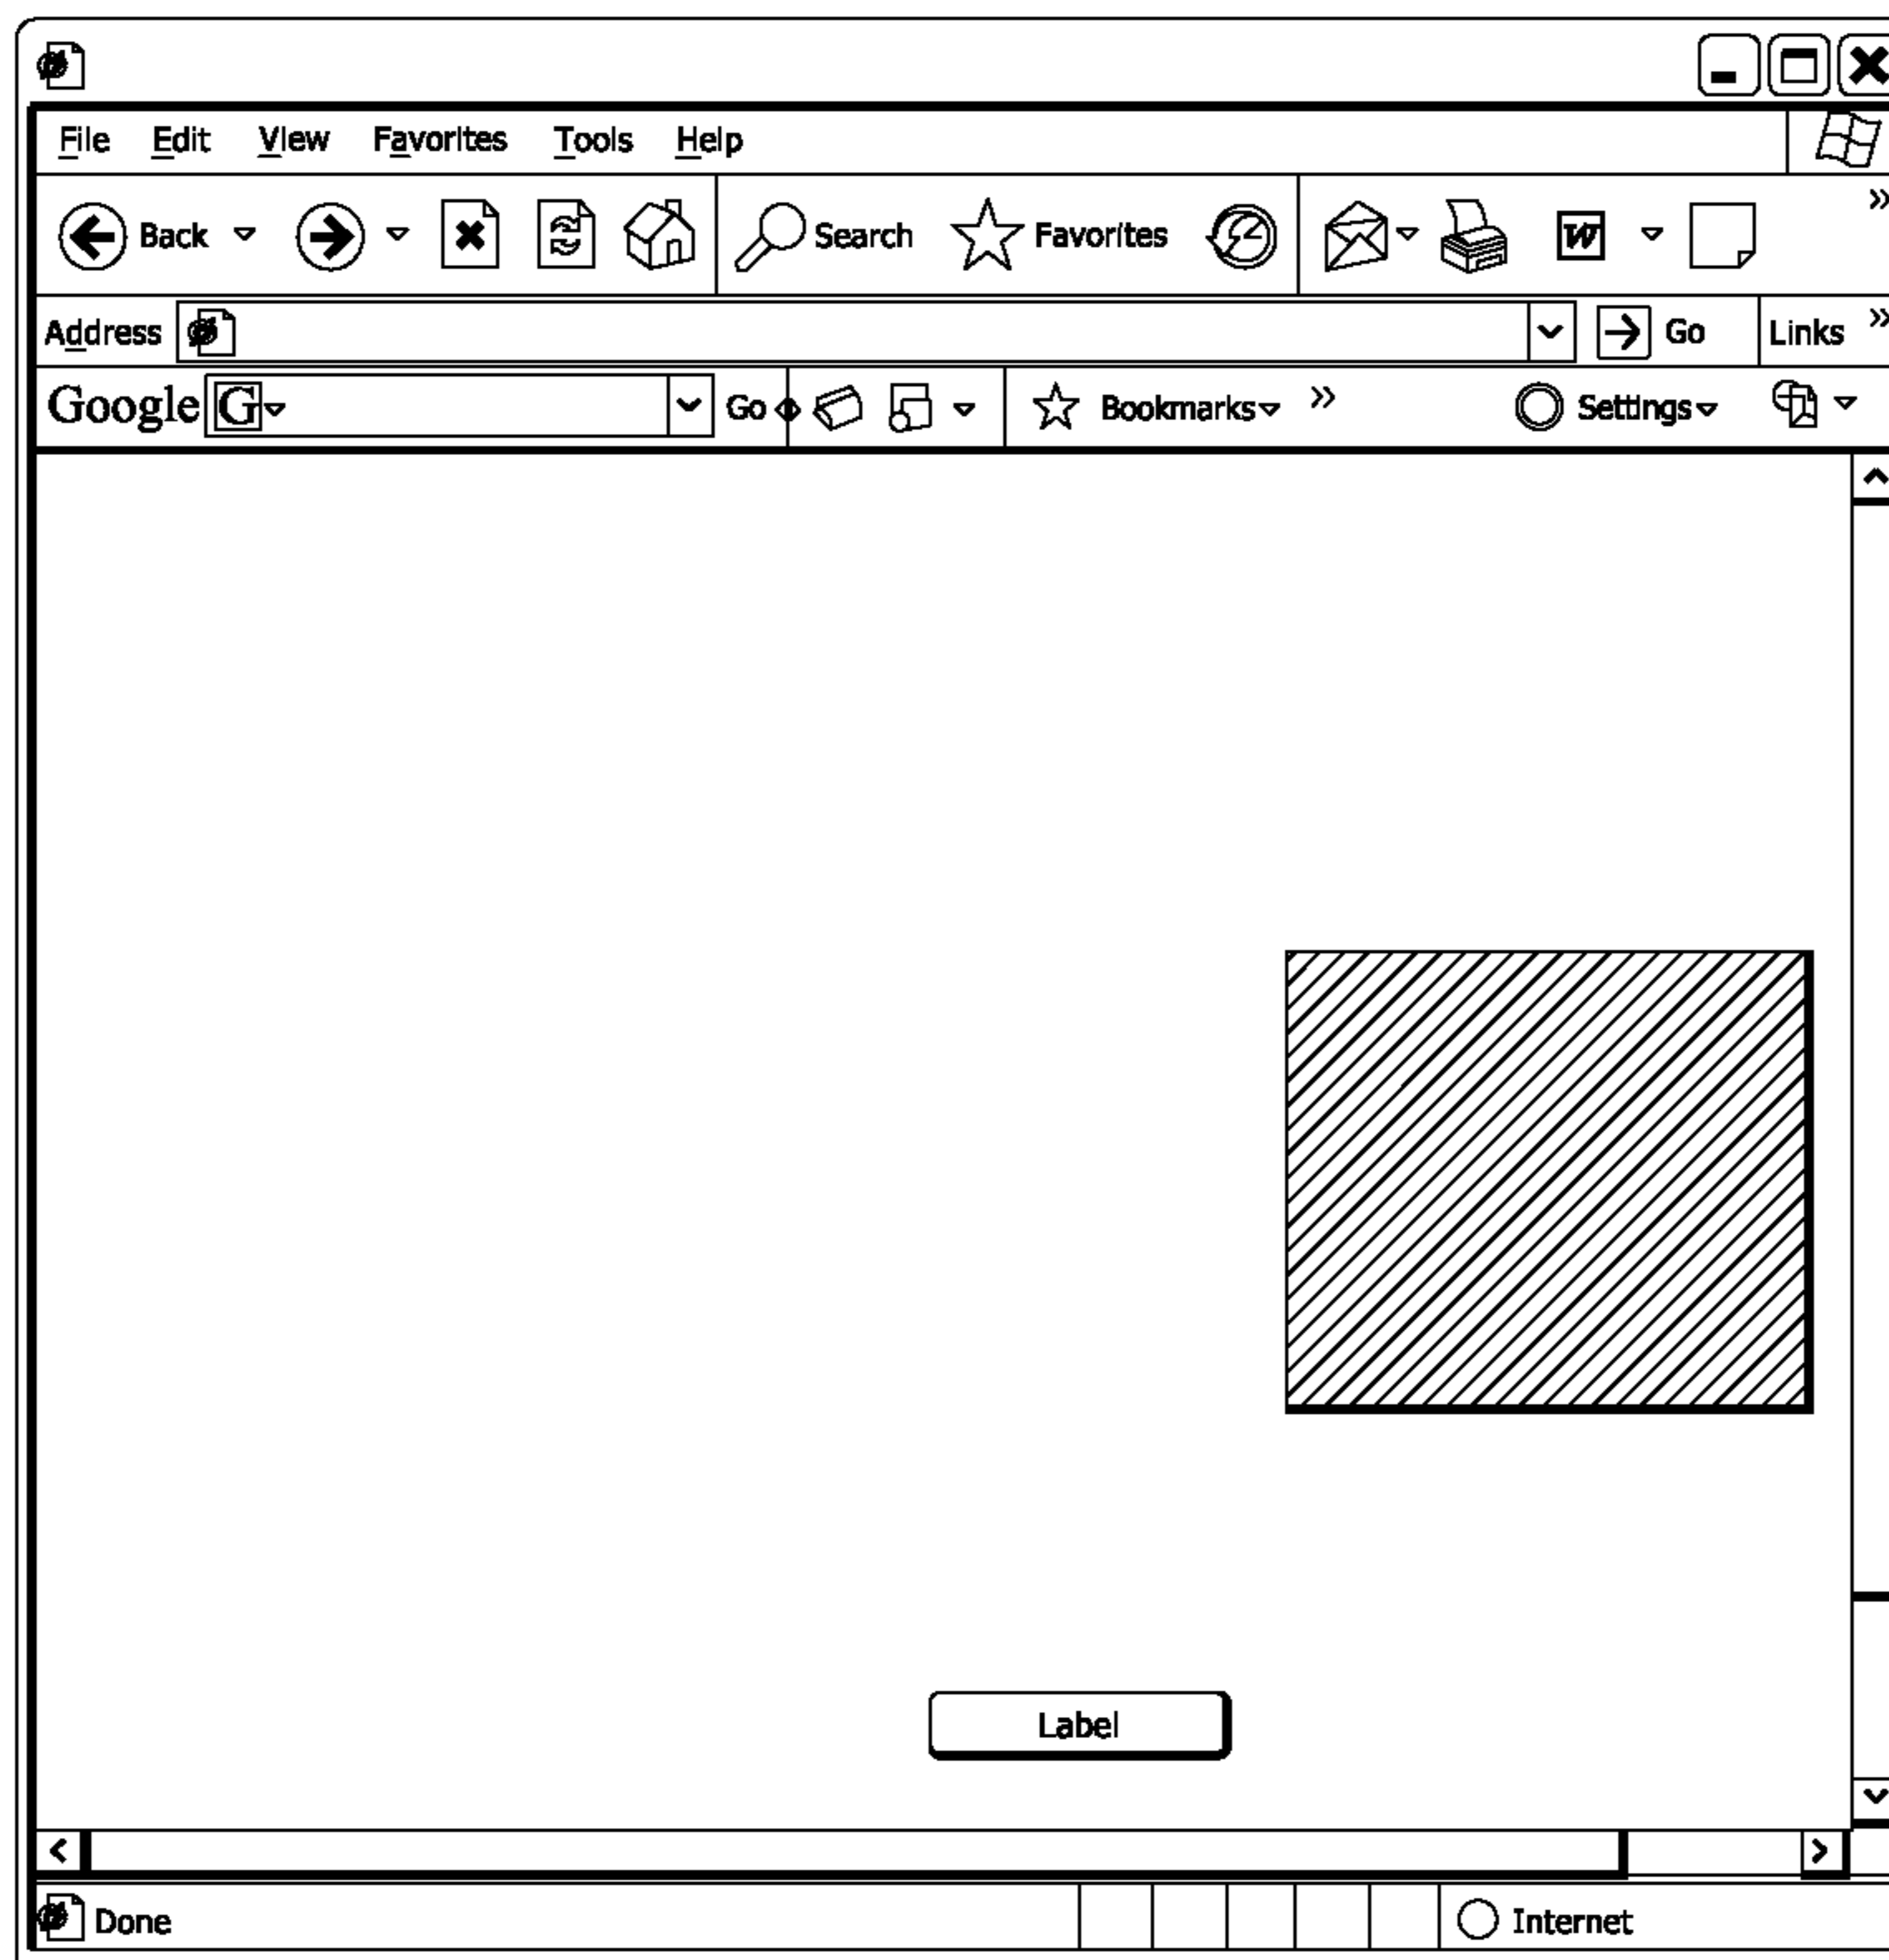 File Edit View Favorites Tools Help
Back Search Favorites W
Address Go Links »
Google G Go Bookmarks » Settings
Label
Done Internet